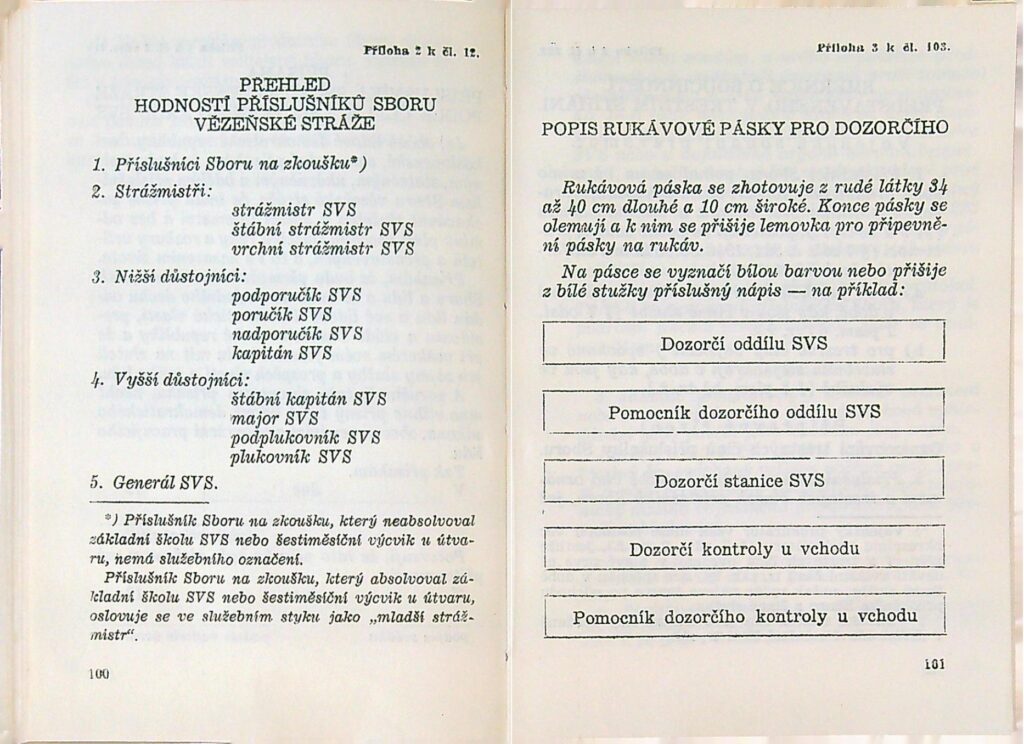 Příloha 2 k čl. 12.
PŘEHLED
HODNOSTÍ PŘÍSLUŠNÍKŮ SBORU
VĚZEŇSKÉ STRÁŽE
1. Příslušníci Sboru na zkoušku*)
2. Strážmistři:
strážmistr SVS
štábní strážmistr SVS
vrchní strážmistr SVS
3. Nižší důstojníci:
podporučík SVS
poručík SVS
nadporučík SVS
kapitán SVS
4. Vyšší důstojníci:
štábní kapitán SVS
major SVS
podplukovník SVS
plukovník SVS
5. Generál SVS.
*) Příslušník Sboru na zkoušku, který neabsolvoval
základní školu SVS nebo šestiměsíční výcvik u útva-
ru, nemá služebního označení.
Příslušník Sboru na zkoušku, který absolvoval zá-
kladní školu SVS nebo šestiměsíční výcvik u útvaru,
oslovuje se ve služebním styku jako „mladší stráž-
mistr“.
100
Příloha 3 k čl. 103.
POPIS RUKÁVOVÉ PÁSKY PRO DOZORČÍHO
Rukávová páska se zhotovuje z rudé látky 34
až 40 cm dlouhé a 10 cm široké. Konce pásky se
olemují a k nim se přišije lemovka pro připevně-
ní pásky na rukáv.
Na pásce se vyznačí bílou barvou nebo přišije
z bílé stužky příslušný nápis — na příklad:
Dozorčí oddílu SVS
Pomocník dozorčího oddílu SVS
Dozorčí stanice SVS
Dozorčí kontroly u vchodu
Pomocník dozorčího kontroly u vchodu
101